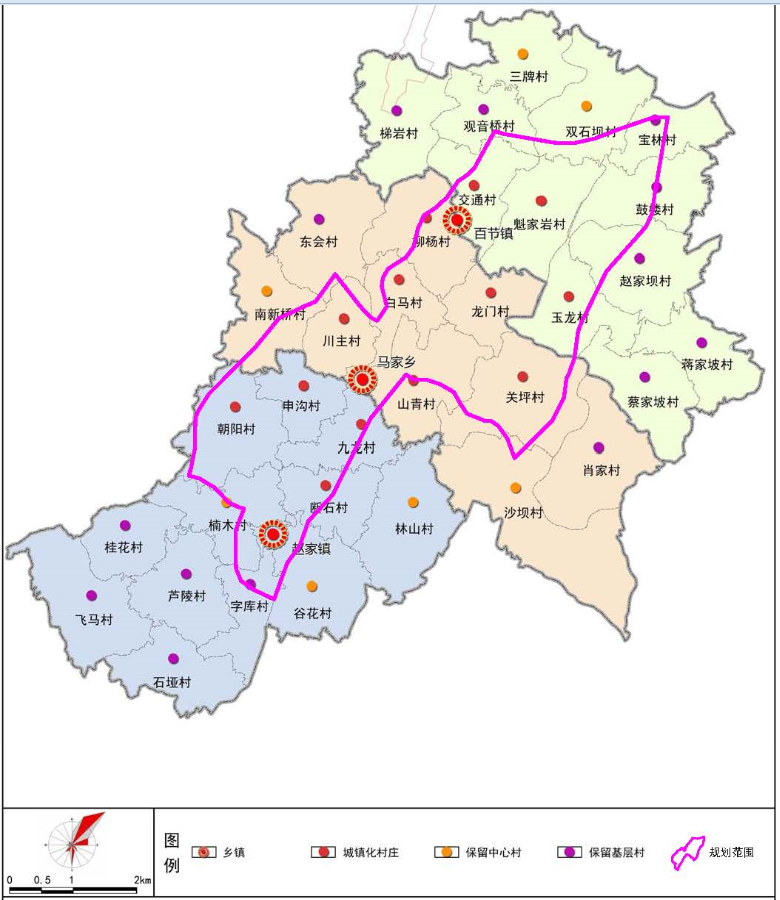 三牌村
梯岩村
观音桥村
双石坝村
宝林村
交通村
魁家岩村
鼓楼村
柳杨村
百节镇
东会村
赵家坝村
南新桥村
白马村
龙门村
玉龙村
川主村
马家乡
蒋家坡村
申沟村
山青村
关坪村
蔡家坡村
朝阳村
九龙村
肖家村
断石村
沙坝村
楠木村
林山村
桂花村
赵家镇
芦陵村
字库村
谷花村
飞马村
石垭村
图例
乡镇
城镇化村庄
保留中心村
保留基层村
规划范围
0 0.5 1 2km